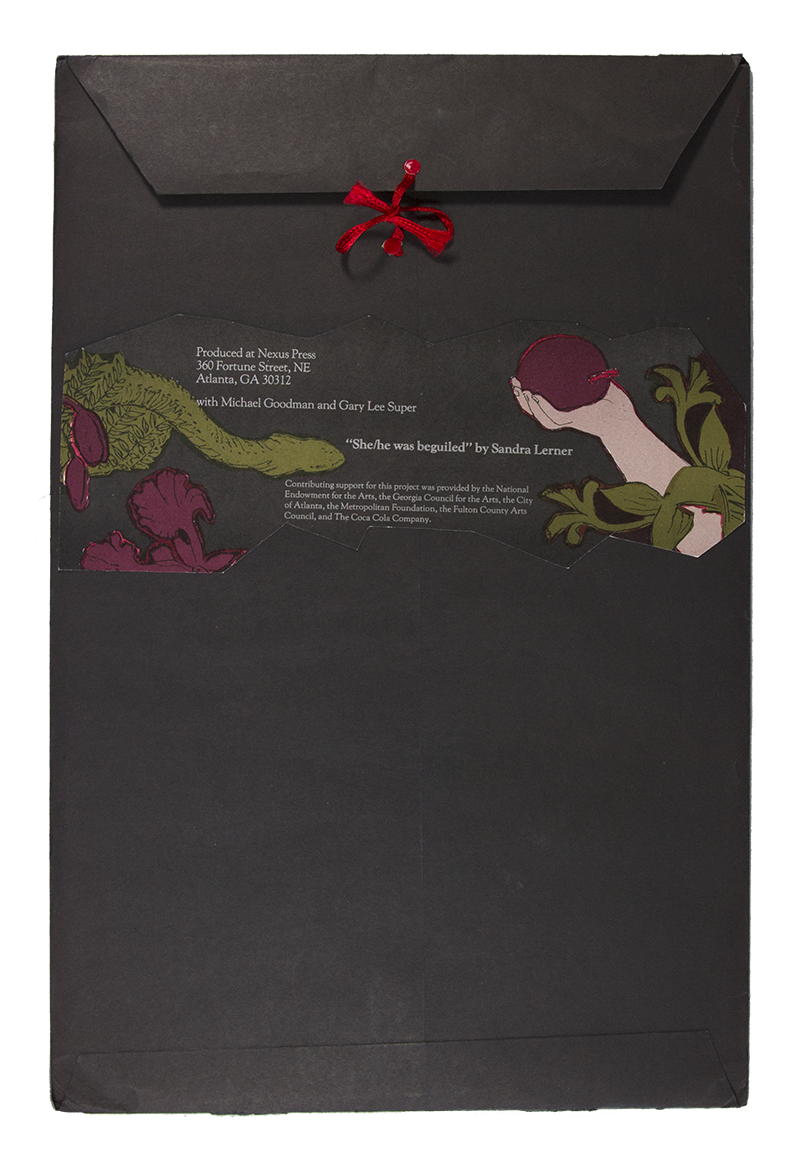 Produced at Nexus Press
360 Fortune Street, NE
Atlanta, GA 30312
with Michael Goodman and Gary Lee Super
“She/he was beguiled” by Sandra Lerner
Contributing support for this project was provided by the National
Endowment for the Arts, the Georgia Council for the Arts, the City
of Atlanta, the Metropolitan Foundation, the Fulton County Arts
Council, and The Coca Cola Company.